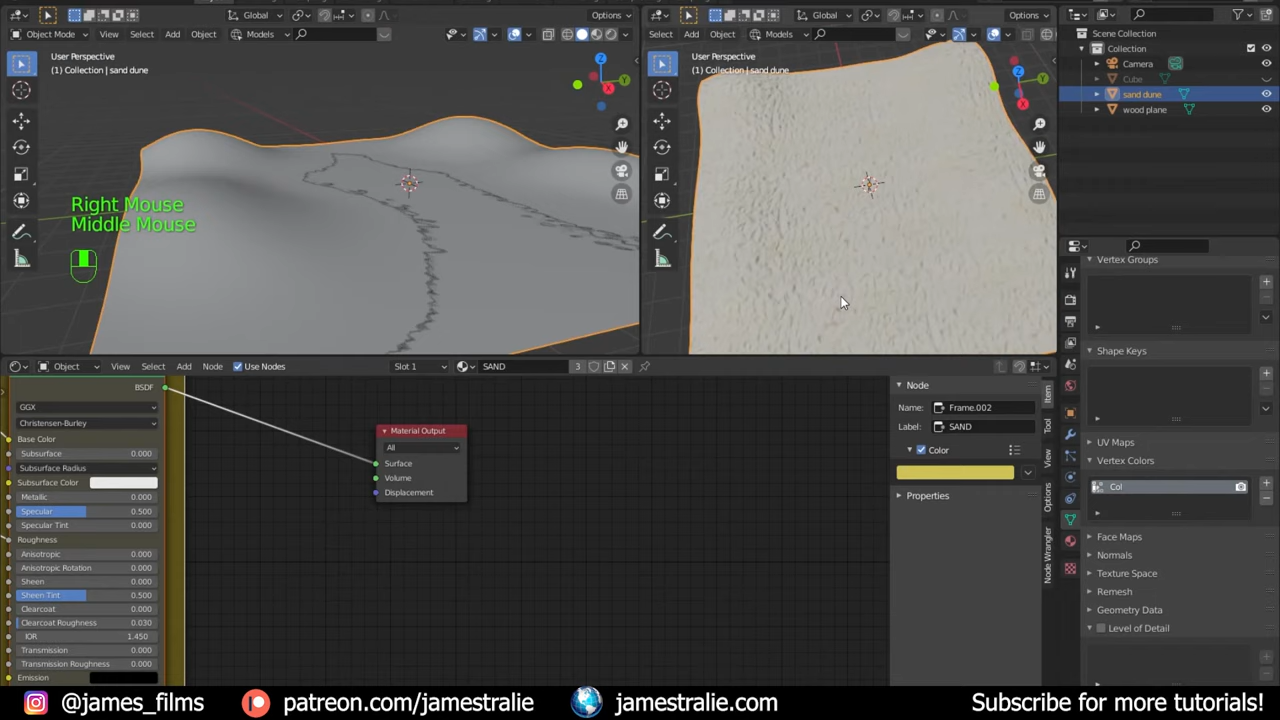 Global
Options
Global
Options
Object Mode
View
Select
Add
Object
Models
Select
Add
Object
Models
User Perspective
(1) Collection | sand dune
User Perspective
(1) Collection | sand dune
Right Mouse
Middle Mouse
Scene Collection
Collection
Camera
Cube
sand dune
wood plane
Object
View
Select
Add
Node
Use Nodes
Slot 1
SAND
3
BSDF
GGX
Christensen-Burley
Base Color
Subsurface 0.000
Subsurface Radius
Subsurface Color
Metallic 0.000
Specular 0.500
Specular Tint 0.000
Roughness
Anisotropic 0.000
Anisotropic Rotation 0.000
Sheen 0.000
Sheen Tint 0.500
Clearcoat 0.000
Clearcoat Roughness 0.030
IOR 1.450
Transmission 0.000
Transmission Roughness 0.000
Emission
Material Output
All
Surface
Volume
Displacement
Node
Name: Frame.002
Label: SAND
Color
Properties
Item
Tool
View
Options
Node Wrangler
Vertex Groups
Shape Keys
UV Maps
Vertex Colors
Col
Face Maps
Normals
Texture Space
Remesh
Geometry Data
Level of Detail
@james_films
patreon.com/jamestralie
jamestralie.com
Subscribe for more tutorials!